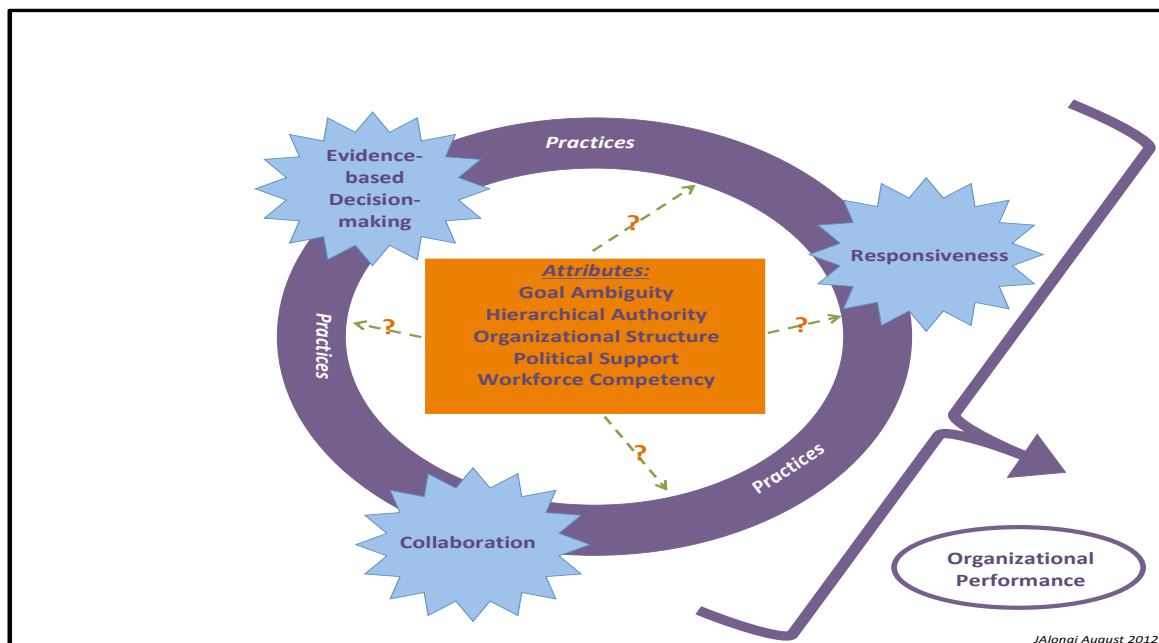 Practices
Evidence-
based
Decision-
making
?
Responsiveness
Attributes:
Goal Ambiguity
Hierarchical Authority
Organizational Structure
Political Support
Workforce Competency
?
?
Practices
?
Practices
Collaboration
Organizational
Performance
JAlongi August 2012